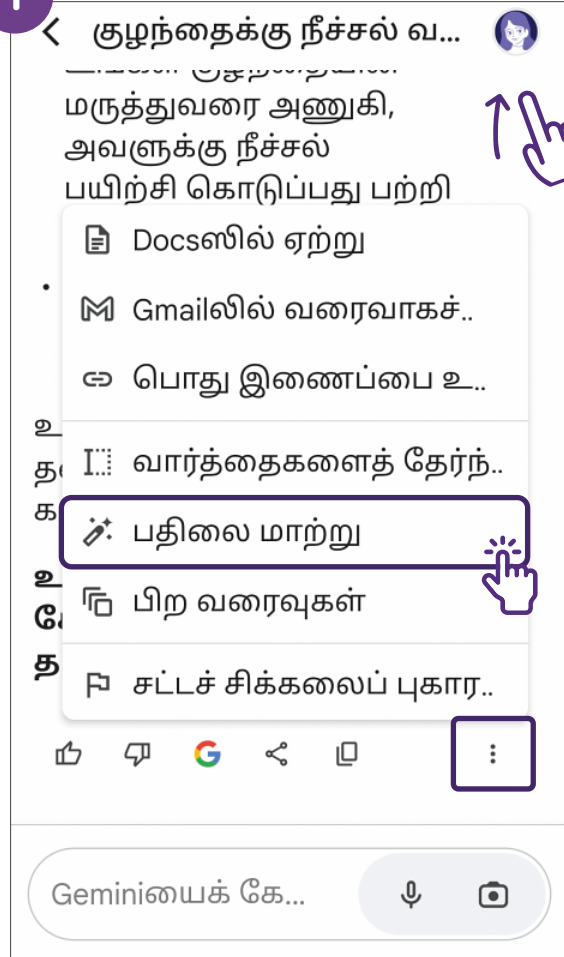 குழந்தைக்கு நீச்சல் வ...
மருத்துவரை அணுகி,
அவளுக்கு நீச்சல்
பயிற்சி கொடுப்பது பற்றி
Docsஸில் ஏற்று
Gmailலில் வரைவாகச்..
பொது இணைப்பை உ..
வார்த்தைகளைத் தேர்ந்..
பதிலை மாற்று
பிற வரைவுகள்
சட்டச் சிக்கலைப் புகார..
Geminiயைக் கே...